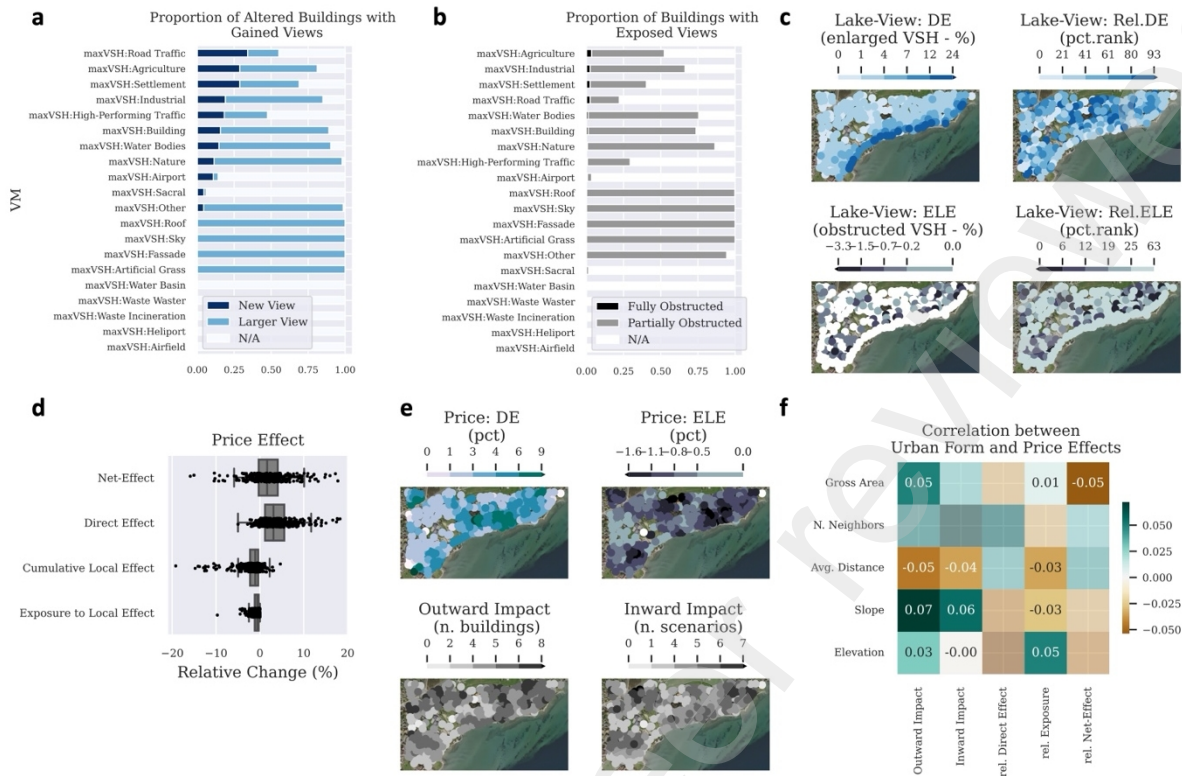 a
Proportion of Altered Buildings with
Gained Views
VM
maxVSH:Road Traffic
maxVSH:Agriculture
maxVSH:Settlement
maxVSH:Industrial
maxVSH:High-Performing Traffic
maxVSH:Building
maxVSH:Water Bodies
maxVSH:Nature
maxVSH:Airport
maxVSH:Sacral
maxVSH:Other
maxVSH:Roof
maxVSH:Sky
maxVSH:Fassade
maxVSH:Artificial Grass
maxVSH:Water Basin
maxVSH:Waste Waster
maxVSH:Waste Incineration
maxVSH:Heliport
maxVSH:Airfield
New View
Larger View
N/A
0.00 0.25 0.50 0.75 1.00
b
Proportion of Buildings with
Exposed Views
maxVSH:Agriculture
maxVSH:Industrial
maxVSH:Settlement
maxVSH:Road Traffic
maxVSH:Water Bodies
maxVSH:Building
maxVSH:Nature
maxVSH:High-Performing Traffic
maxVSH:Airport
maxVSH:Roof
maxVSH:Sky
maxVSH:Fassade
maxVSH:Artificial Grass
maxVSH:Other
maxVSH:Sacral
maxVSH:Water Basin
maxVSH:Waste Waster
maxVSH:Waste Incineration
maxVSH:Heliport
maxVSH:Airfield
Fully Obstructed
Partially Obstructed
N/A
0.00 0.25 0.50 0.75 1.00
c
Lake-View: DE
(enlarged VSH - %)
0 1 4 7 12 24
Lake-View: Rel.DE
(pct.rank)
0 21 41 60 80 93
Lake-View: ELE
(obstructed VSH - %)
−3.3−1.5−0.7−0.2 0.0
Lake-View: Rel.ELE
(pct.rank)
0 6 12 19 25 63
d
Price Effect
Net-Effect
Direct Effect
Cumulative Local Effect
Exposure to Local Effect
−20 −10 0 10 20
Relative Change (%)
e
Price: DE
(pct)
0 1 3 4 6 9
Price: ELE
(pct)
−1.6−1.1−0.8−0.5 0.0
Outward Impact
(n. buildings)
0 2 3 5 6 8
Inward Impact
(n. scenarios)
0 1 3 4 6 7
f
Correlation between
Urban Form and Price Effects
Gross Area 0.05 0.01 -0.05
N. Neighbors
Avg. Distance -0.05 -0.04 -0.03
Slope 0.07 0.06 -0.03
Elevation 0.03 -0.00 0.05
Outward Impact
Inward Impact
rel. Direct Effect
rel. Exposure
rel. Net-Effect
0.050
0.025
0.000
−0.025
−0.050
review